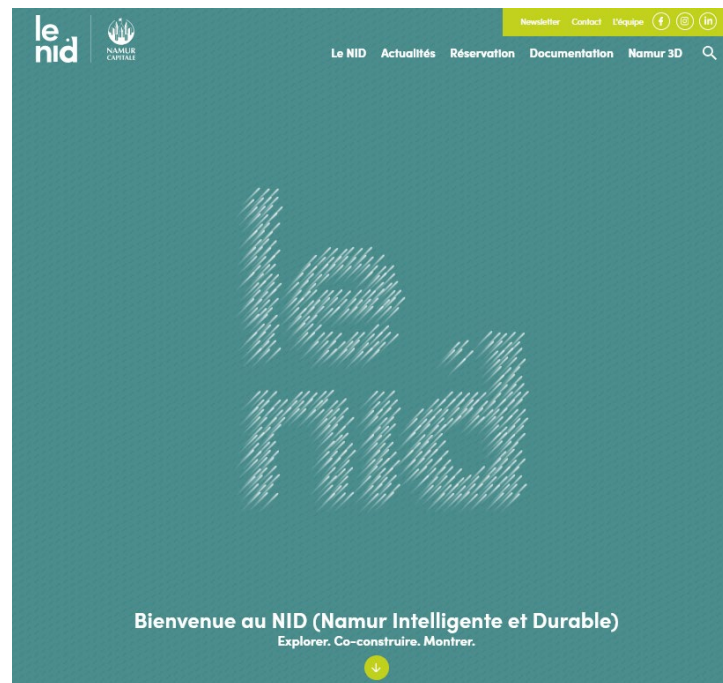 le
nid
NAMUR
CAPITALE
Newsletter Contact L'équipe
Le NID Actualités Réservation Documentation Namur 3D
le
nid
Bienvenue au NID (Namur Intelligente et Durable)
Explorer. Co-construire. Montrer.